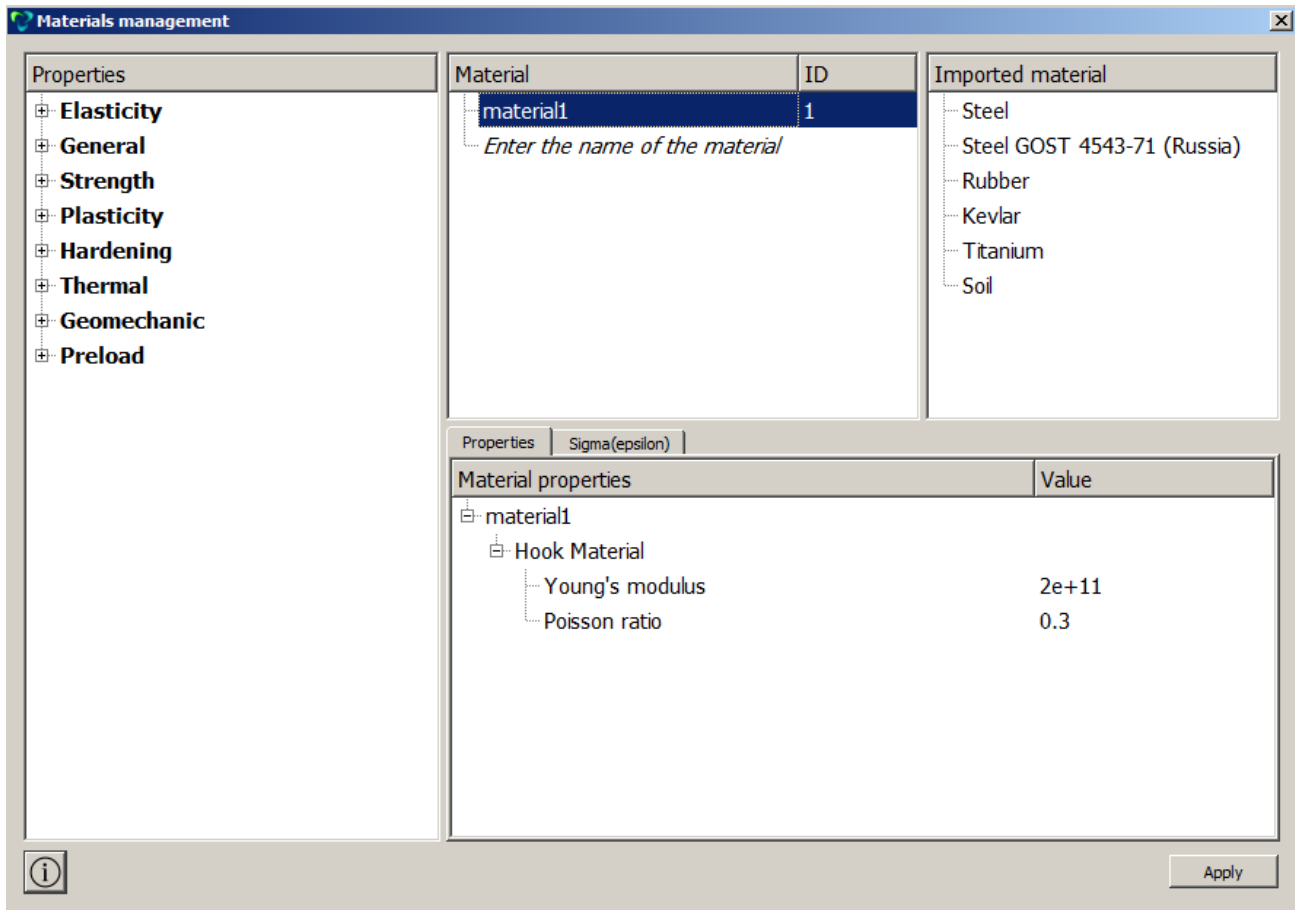 Materials management
Properties
Elasticity
General
Strength
Plasticity
Hardening
Thermal
Geomechanic
Preload
Material ID
material1 1
Enter the name of the material
Imported material
Steel
Steel GOST 4543-71 (Russia)
Rubber
Kevlar
Titanium
Soil
Properties Sigma(epsilon)
Material properties Value
material1
Hook Material
Young's modulus 2e+11
Poisson ratio 0.3
Apply